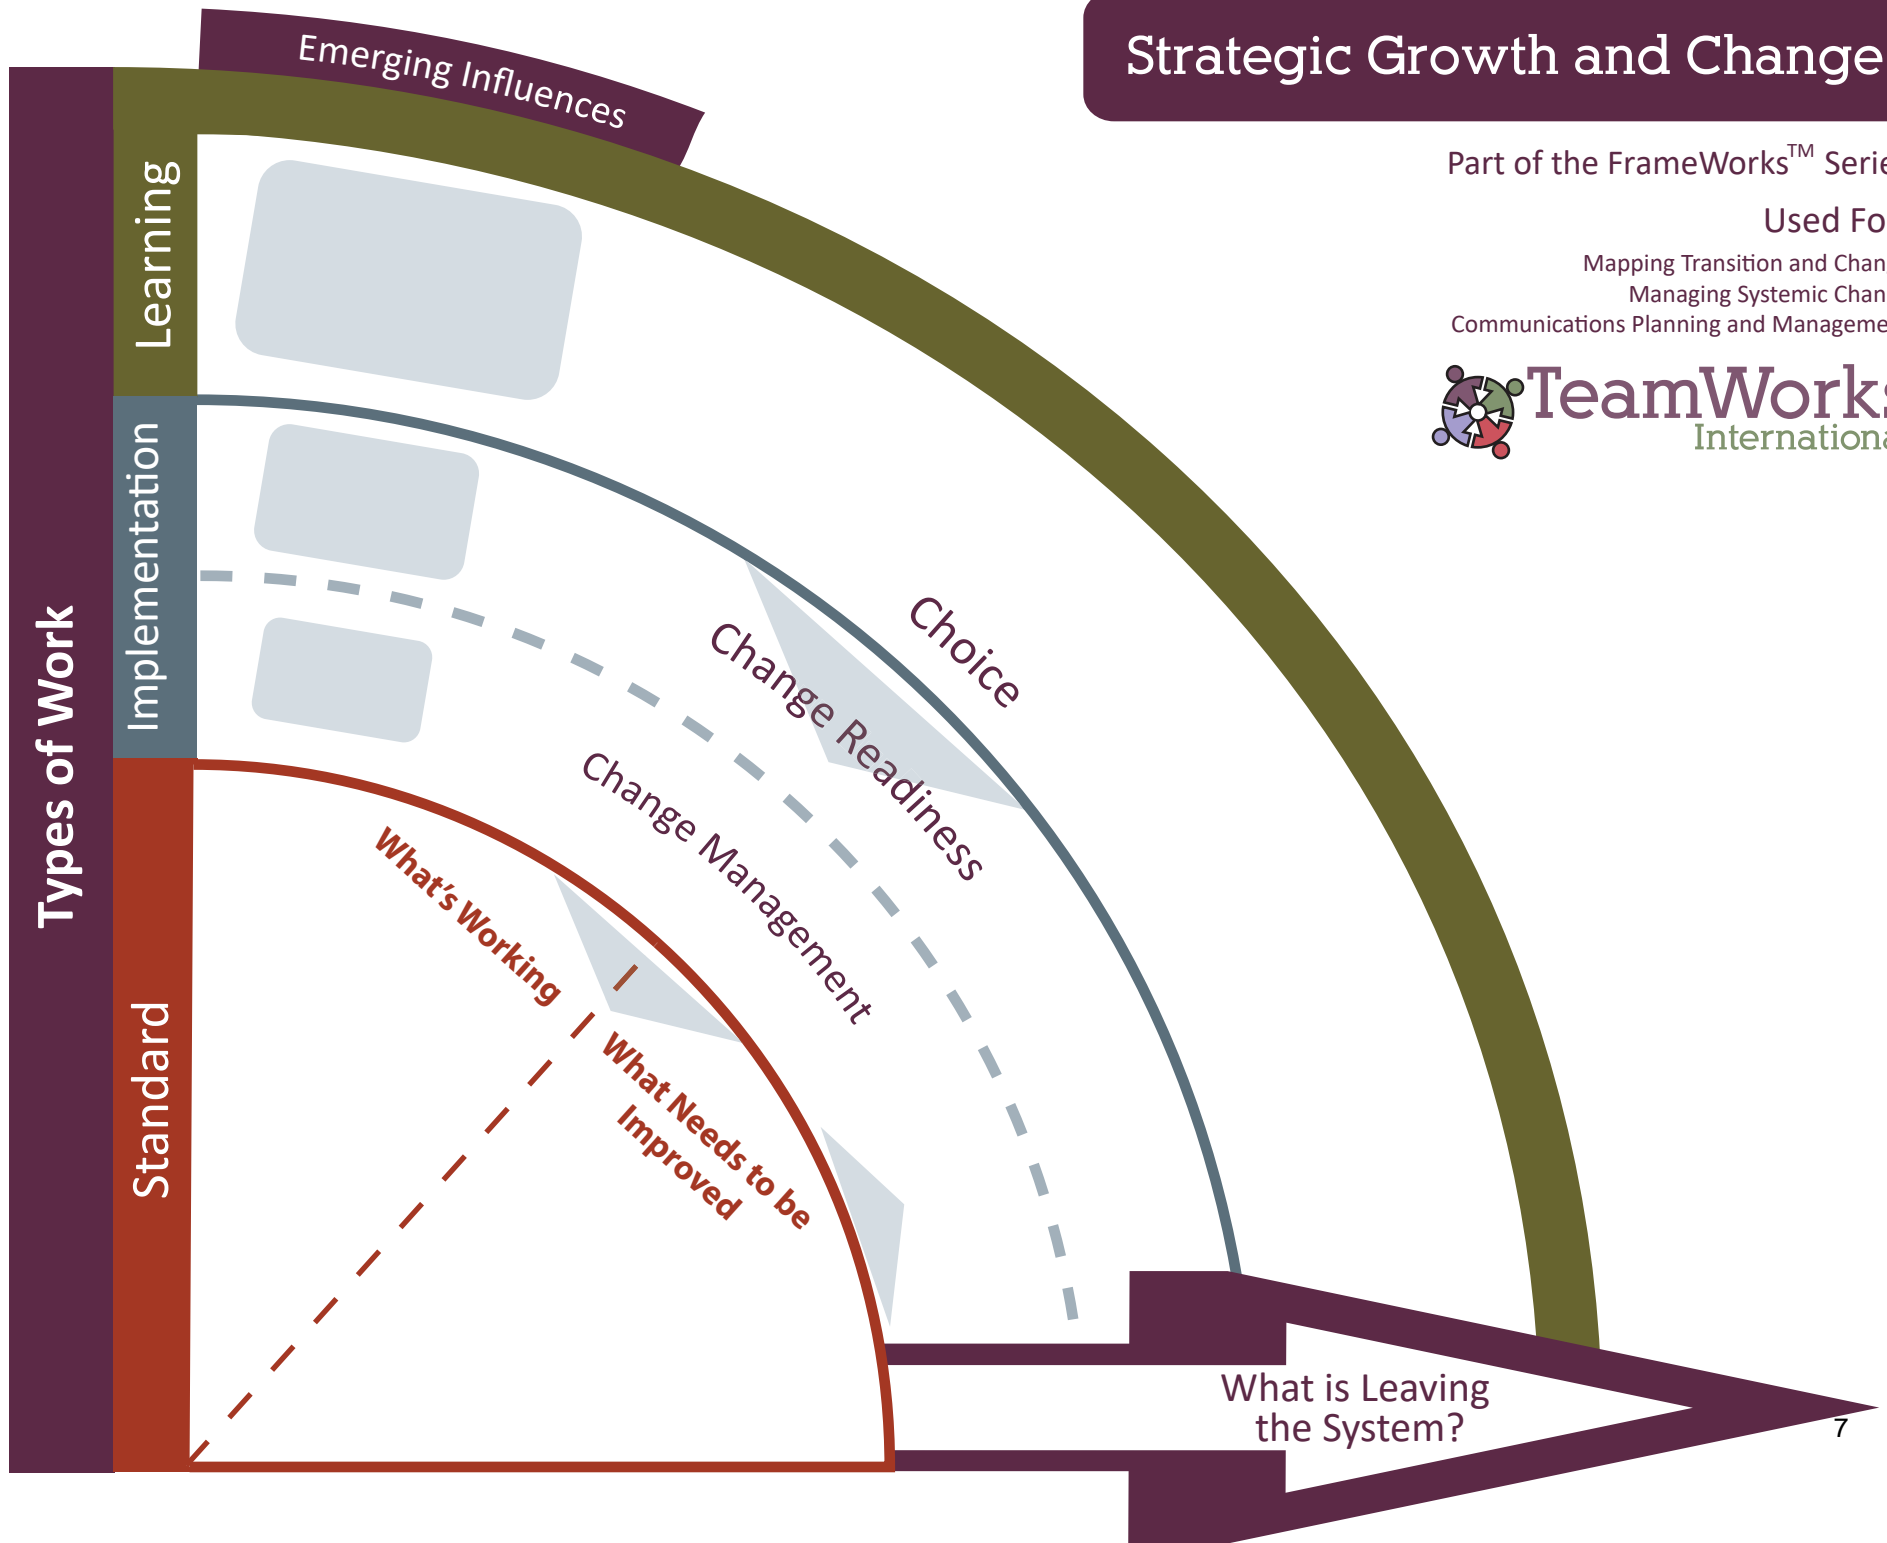 Emerging Influences
Strategic Growth and Change
Part of the FrameWorks™ Serie
Used Fo
Mapping Transition and Chan
Managing Systemic Chan
Communications Planning and Manageme
TeamWorks
Internationa
Types of Work
Learning
Implementation
Standard
Choice
Change Readiness
Change Management
What's Working
What Needs to be
Improved
What is Leaving
the System?
7